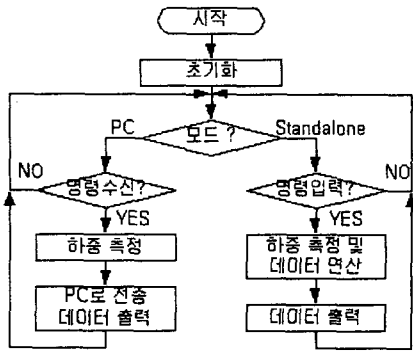 시작
초기화
모드 ?
PC
Standalone
NO
명령수신?
명령입력?
NO
YES
YES
하중 측정
하중 측정 및
데이터 연산
PC로 전송
데이터 출력
데이터 출력